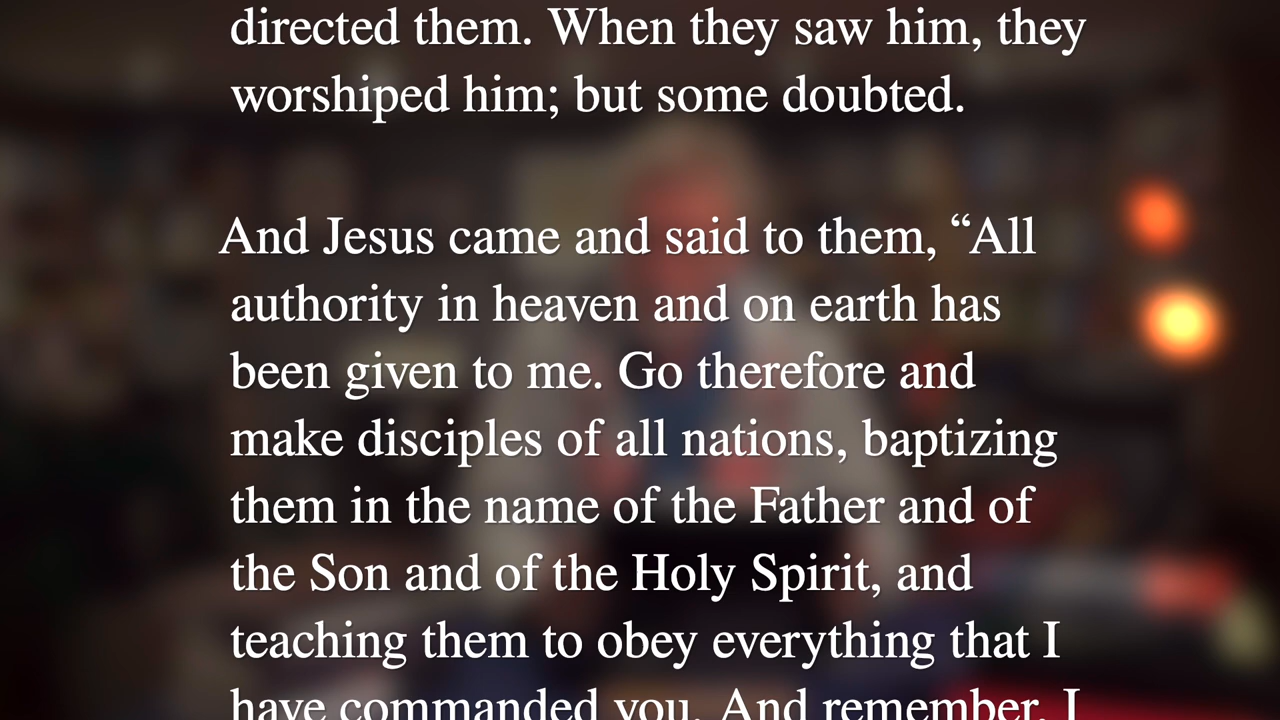 directed them. When they saw him, they
worshiped him; but some doubted.
And Jesus came and said to them, “All
authority in heaven and on earth has
been given to me. Go therefore and
make disciples of all nations, baptizing
them in the name of the Father and of
the Son and of the Holy Spirit, and
teaching them to obey everything that I
have commanded you. And remember, I